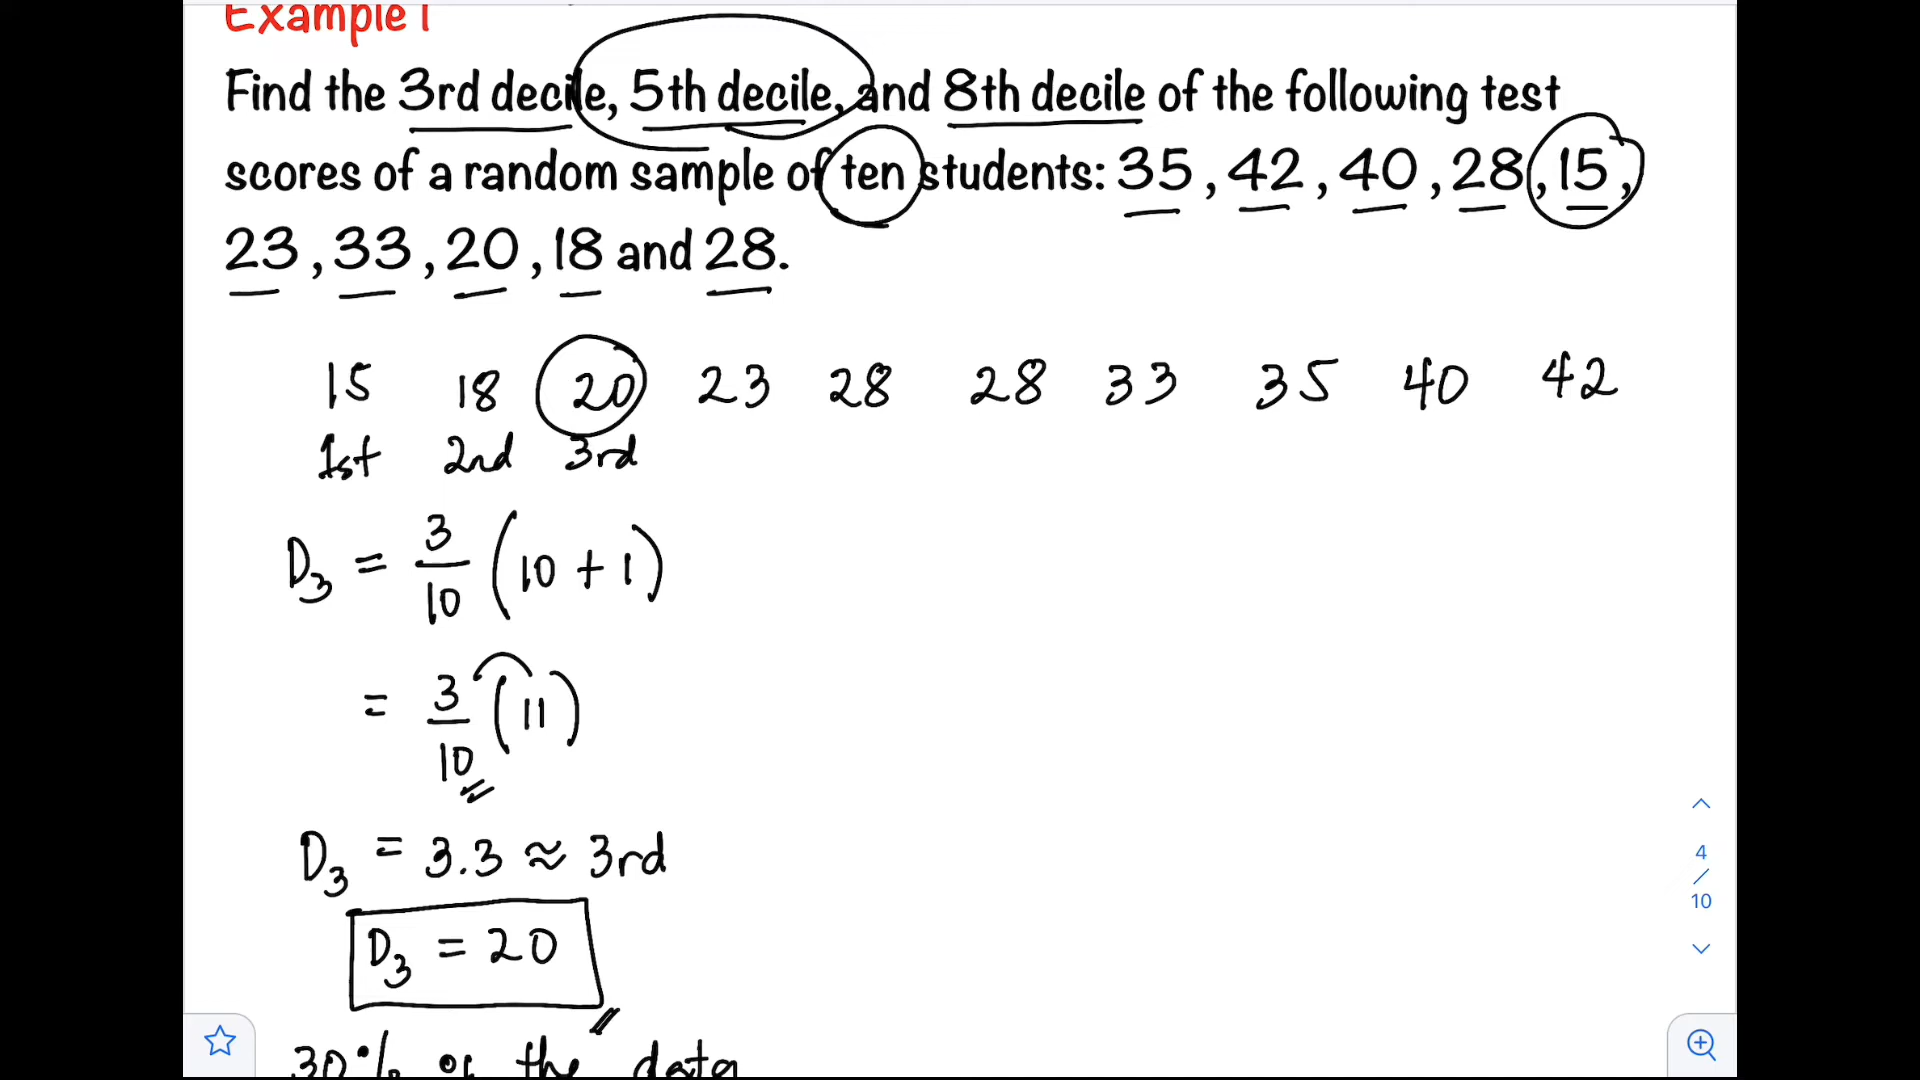 Example 1
Find the 3rd decile, 5th decile, and 8th decile of the following test
scores of a random sample of ten students: 35, 42, 40, 28, 15,
23, 33, 20, 18 and 28.
15 18 20 23 28 28 33 35 40 42
1st 2nd 3rd
D₃ = 3/10 (10 + 1)
= 3/10 (11)
D₃ = 3.3 ≈ 3rd
D₃ = 20
30% of the data
4
/
10